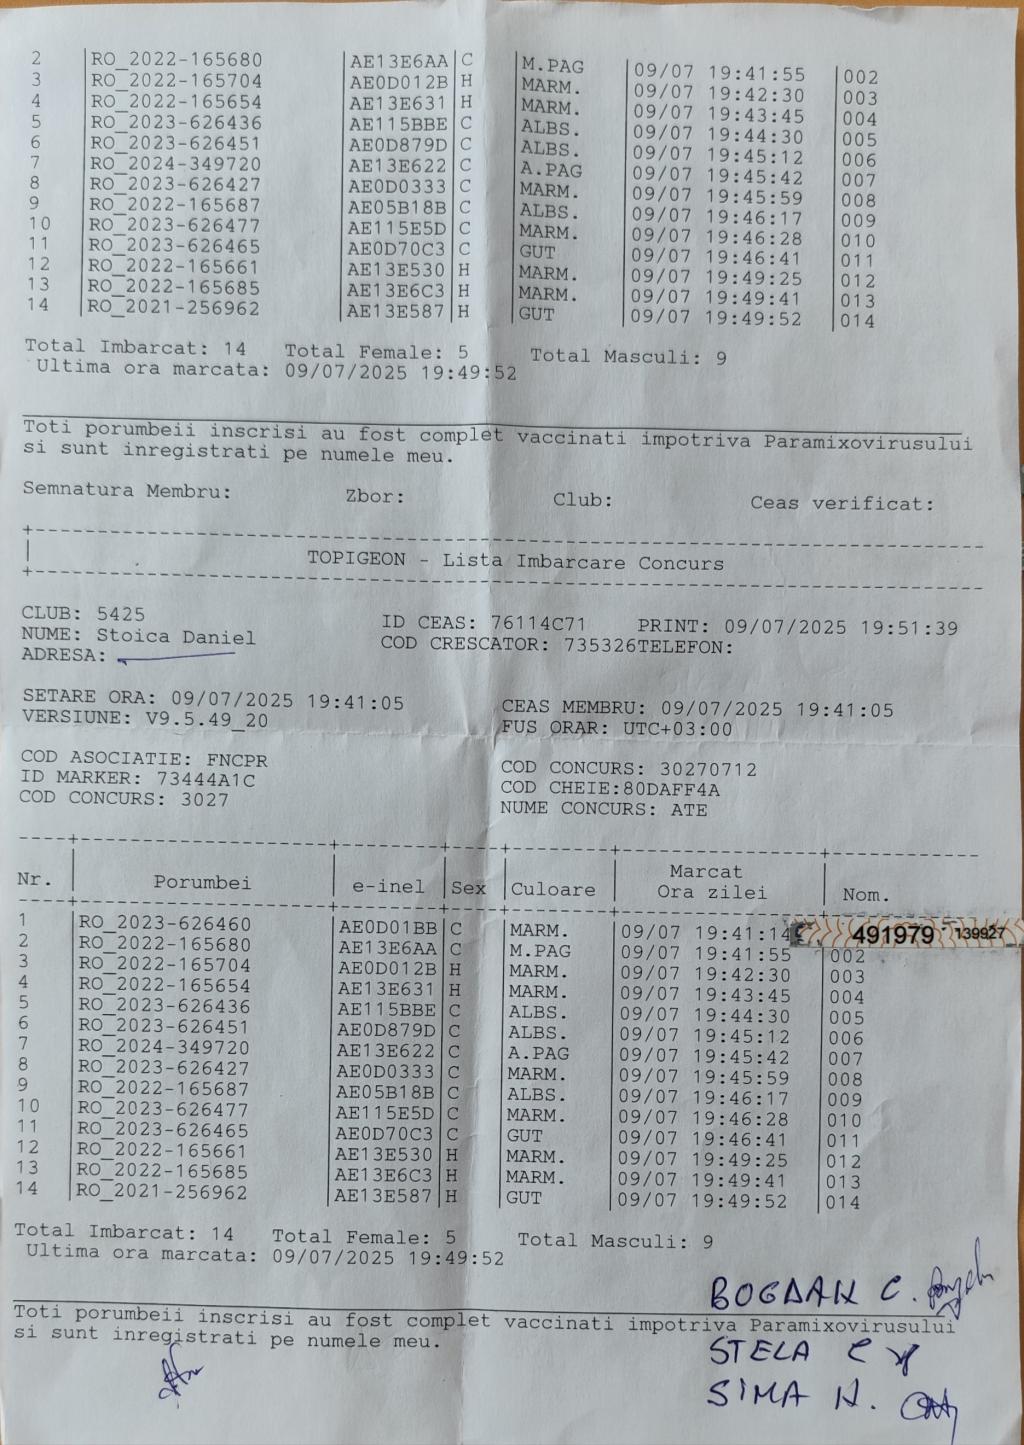 2 RO_2022-165680 AE13E6AA C M.PAG 09/07 19:41:55 002
3 RO_2022-165704 AE0D012B H MARM. 09/07 19:42:30 003
4 RO_2022-165654 AE13E631 H MARM. 09/07 19:43:45 004
5 RO_2023-626436 AE115BBE C ALBS. 09/07 19:44:30 005
6 RO_2023-626451 AE0D879D C ALBS. 09/07 19:45:12 006
7 RO_2024-349720 AE13E622 C A.PAG 09/07 19:45:42 007
8 RO_2023-626427 AE0D0333 C MARM. 09/07 19:45:59 008
9 RO_2022-165687 AE05B18B C ALBS. 09/07 19:46:17 009
10 RO_2023-626477 AE115E5D C MARM. 09/07 19:46:28 010
11 RO_2023-626465 AE0D70C3 C GUT 09/07 19:46:41 011
12 RO_2022-165661 AE13E530 H MARM. 09/07 19:49:25 012
13 RO_2022-165685 AE13E6C3 H MARM. 09/07 19:49:41 013
14 RO_2021-256962 AE13E587 H GUT 09/07 19:49:52 014
Total Imbarcat: 14 Total Female: 5 Total Masculi: 9
Ultima ora marcata: 09/07/2025 19:49:52
Toti porumbeii inscrisi au fost complet vaccinati impotriva Paramixovirusului
si sunt inregistrati pe numele meu.
Semnatura Membru: Zbor: Club: Ceas verificat:
TOPIGEON - Lista Imbarcare Concurs
CLUB: 5425 ID CEAS: 76114C71 PRINT: 09/07/2025 19:51:39
NUME: Stoica Daniel COD CRESCATOR: 735326TELEFON:
ADRESA:
SETARE ORA: 09/07/2025 19:41:05 CEAS MEMBRU: 09/07/2025 19:41:05
VERSIUNE: V9.5.49_20 FUS ORAR: UTC+03:00
COD ASOCIATIE: FNCPR COD CONCURS: 30270712
ID MARKER: 73444A1C COD CHEIE:80DAFF4A
COD CONCURS: 3027 NUME CONCURS: ATE
Nr. Porumbei e-inel Sex Culoare Marcat Ora zilei Nom.
1 RO_2023-626460 AE0D01BB C MARM. 09/07 19:41:14 491979 139927
2 RO_2022-165680 AE13E6AA C M.PAG 09/07 19:41:55 002
3 RO_2022-165704 AE0D012B H MARM. 09/07 19:42:30 003
4 RO_2022-165654 AE13E631 H MARM. 09/07 19:43:45 004
5 RO_2023-626436 AE115BBE C ALBS. 09/07 19:44:30 005
6 RO_2023-626451 AE0D879D C ALBS. 09/07 19:45:12 006
7 RO_2024-349720 AE13E622 C A.PAG 09/07 19:45:42 007
8 RO_2023-626427 AE0D0333 C MARM. 09/07 19:45:59 008
9 RO_2022-165687 AE05B18B C ALBS. 09/07 19:46:17 009
10 RO_2023-626477 AE115E5D C MARM. 09/07 19:46:28 010
11 RO_2023-626465 AE0D70C3 C GUT 09/07 19:46:41 011
12 RO_2022-165661 AE13E530 H MARM. 09/07 19:49:25 012
13 RO_2022-165685 AE13E6C3 H MARM. 09/07 19:49:41 013
14 RO_2021-256962 AE13E587 H GUT 09/07 19:49:52 014
Total Imbarcat: 14 Total Female: 5 Total Masculi: 9
Ultima ora marcata: 09/07/2025 19:49:52
BOGDAN C.
Toti porumbeii inscrisi au fost complet vaccinati impotriva Paramixovirusului
si sunt inregistrati pe numele meu.
STELA C
SIMA H.